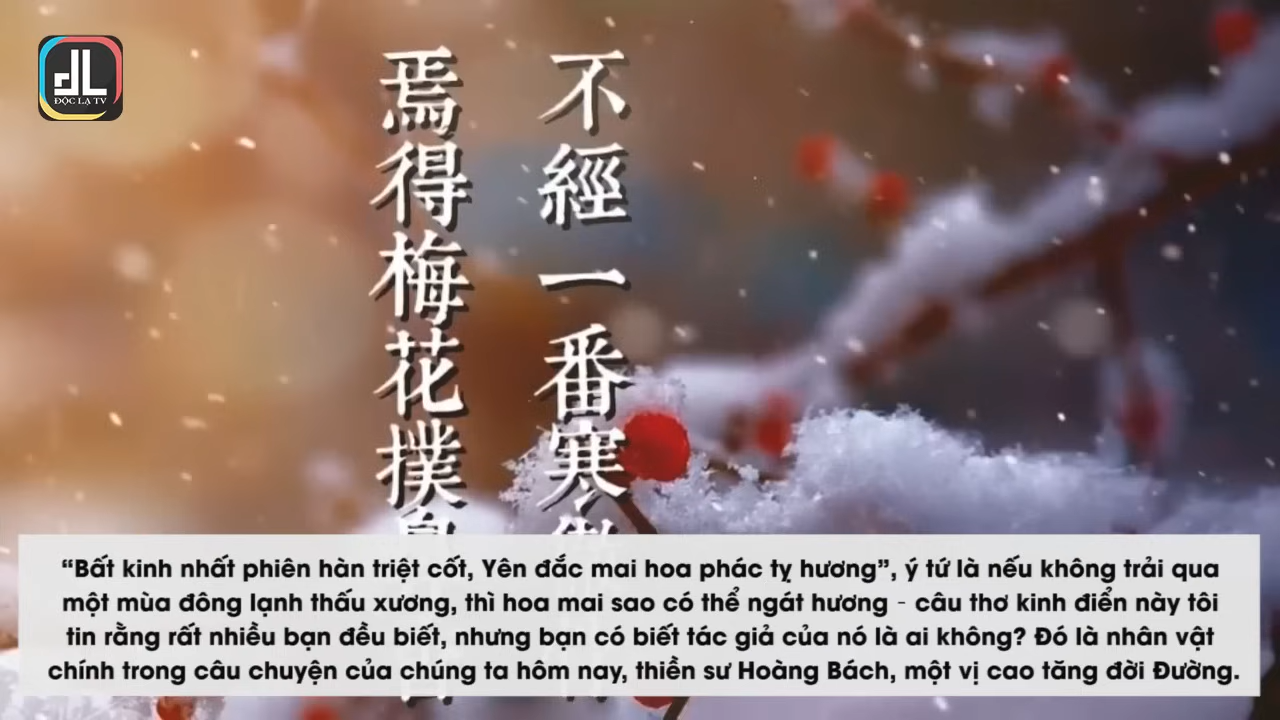 ĐỘC LẠ TV
不經一番寒
焉得梅花撲
“Bất kinh nhất phiên hàn triệt cốt, Yên đắc mai hoa phác tỵ hương”, ý tứ là nếu không trải qua
một mùa đông lạnh thấu xương, thì hoa mai sao có thể ngát hương - câu thơ kinh điển này tôi
tin rằng rất nhiều bạn đều biết, nhưng bạn có biết tác giả của nó là ai không? Đó là nhân vật
chính trong câu chuyện của chúng ta hôm nay, thiền sư Hoàng Bách, một vị cao tăng đời Đường.